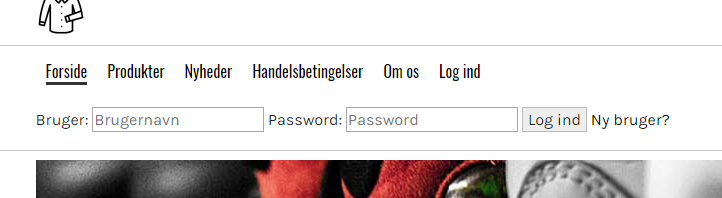 Forside Produkter Nyheder Handelsbetingelser Om os Log ind
Bruger: Brugernavn Password: Password Log ind Ny bruger?